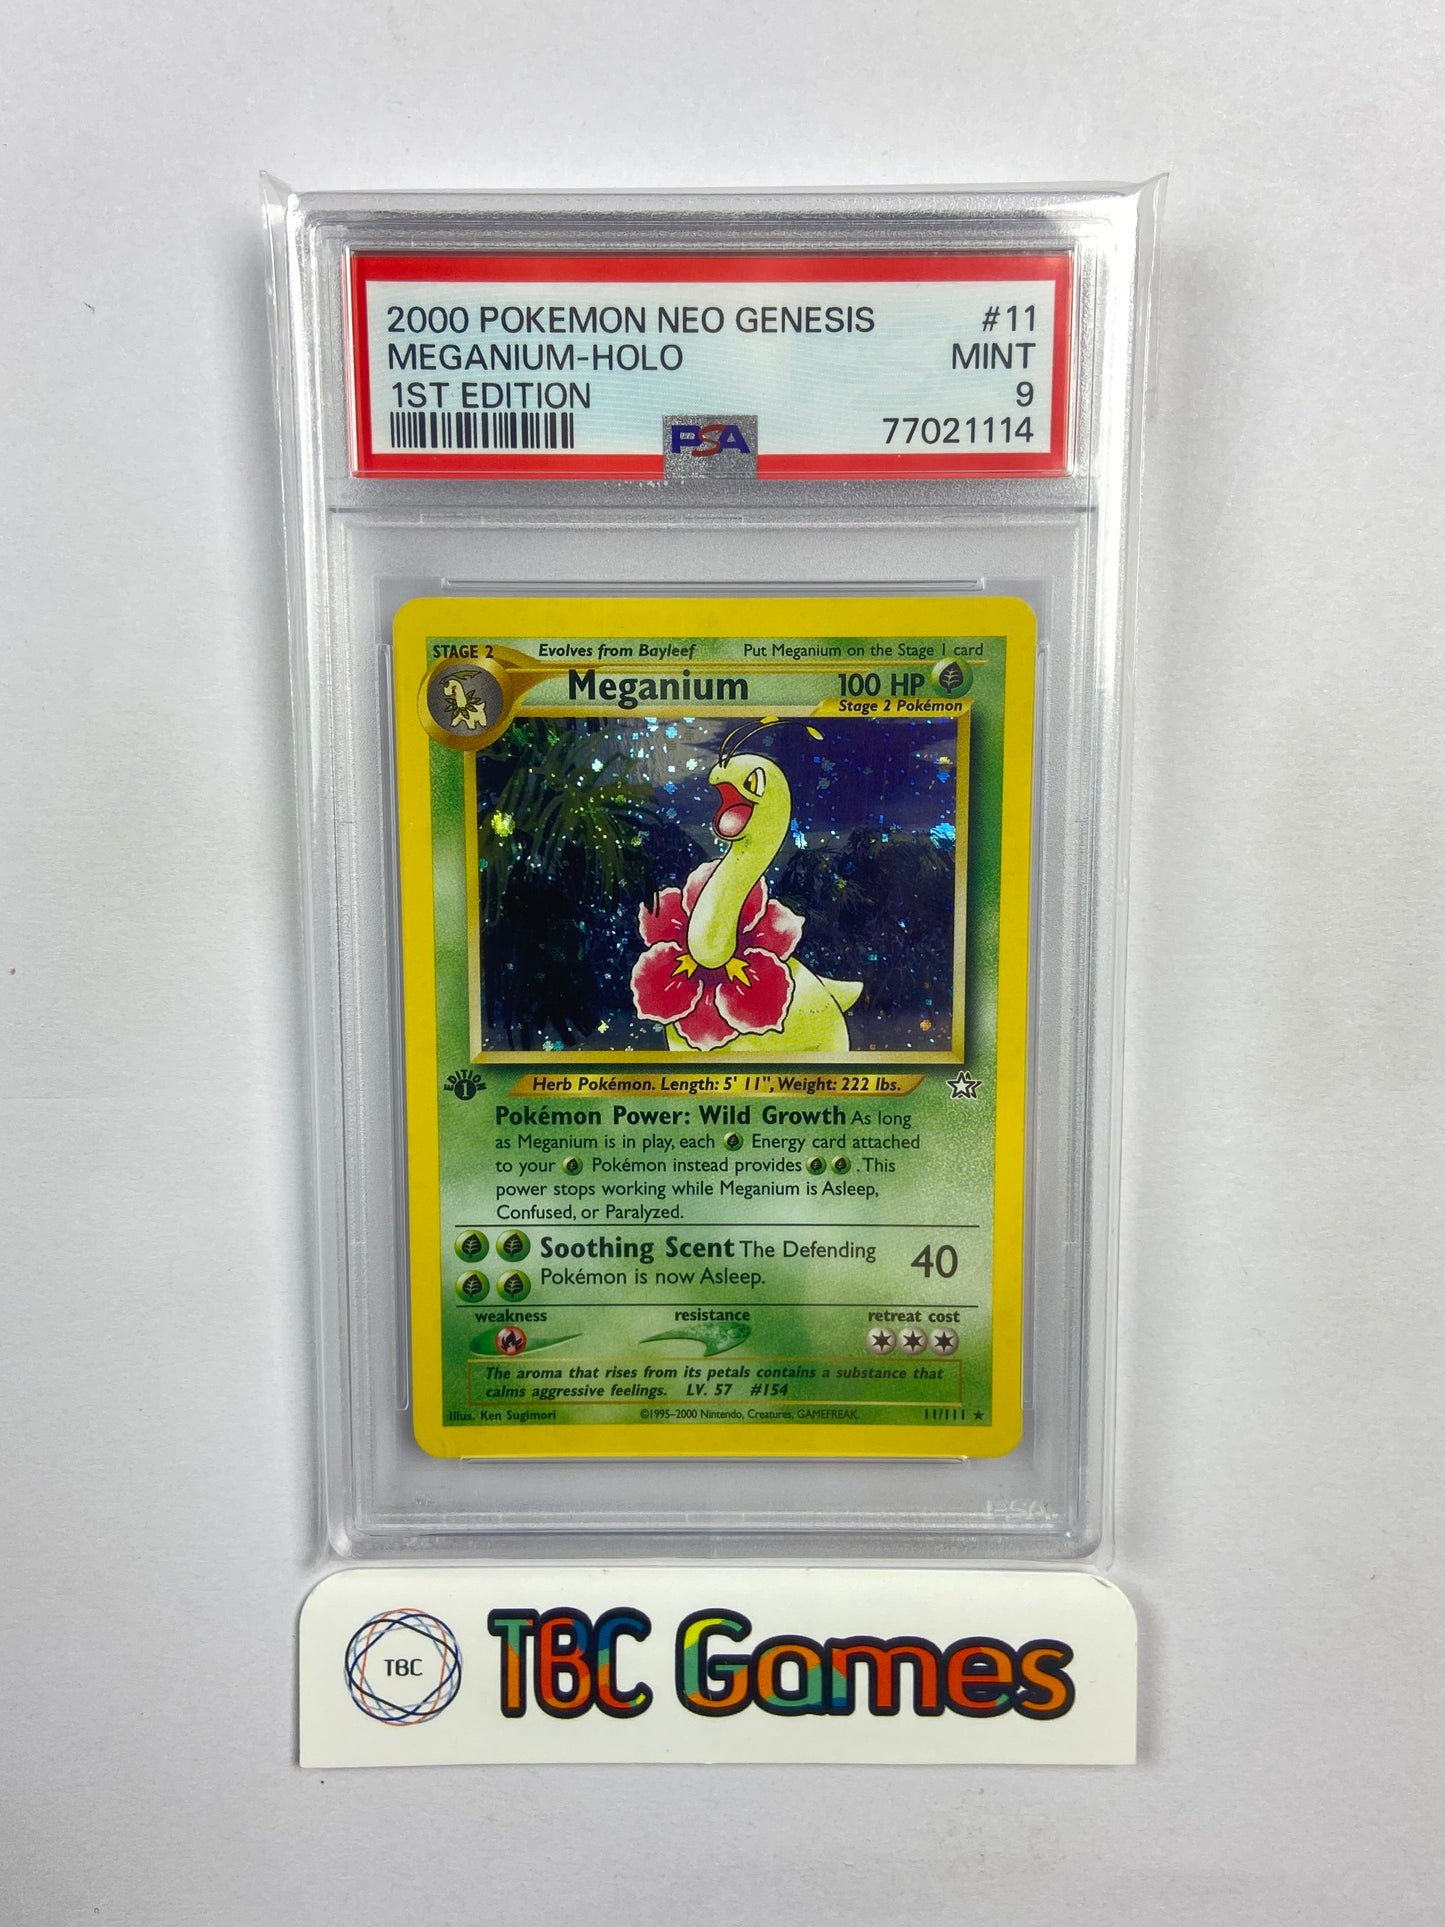 2000 POKEMON NEO GENESIS #11
MEGANIUM-HOLO MINT
1ST EDITION 9
PSA 77021114
STAGE 2 Evolves from Bayleef Put Meganium on the Stage 1 card
Meganium 100 HP
Stage 2 Pokémon
EDITION 1
Herb Pokémon. Length: 5' 11", Weight: 222 lbs.
Pokémon Power: Wild Growth As long
as Meganium is in play, each Energy card attached
to your Pokémon instead provides . This
power stops working while Meganium is Asleep,
Confused, or Paralyzed.
Soothing Scent The Defending 40
Pokémon is now Asleep.
weakness resistance retreat cost
The aroma that rises from its petals contains a substance that
calms aggressive feelings. LV. 57 #154
Illus. Ken Sugimori ©1995–2000 Nintendo, Creatures, GAMEFREAK. 11/111 ★
PSA
TBC TBC Games